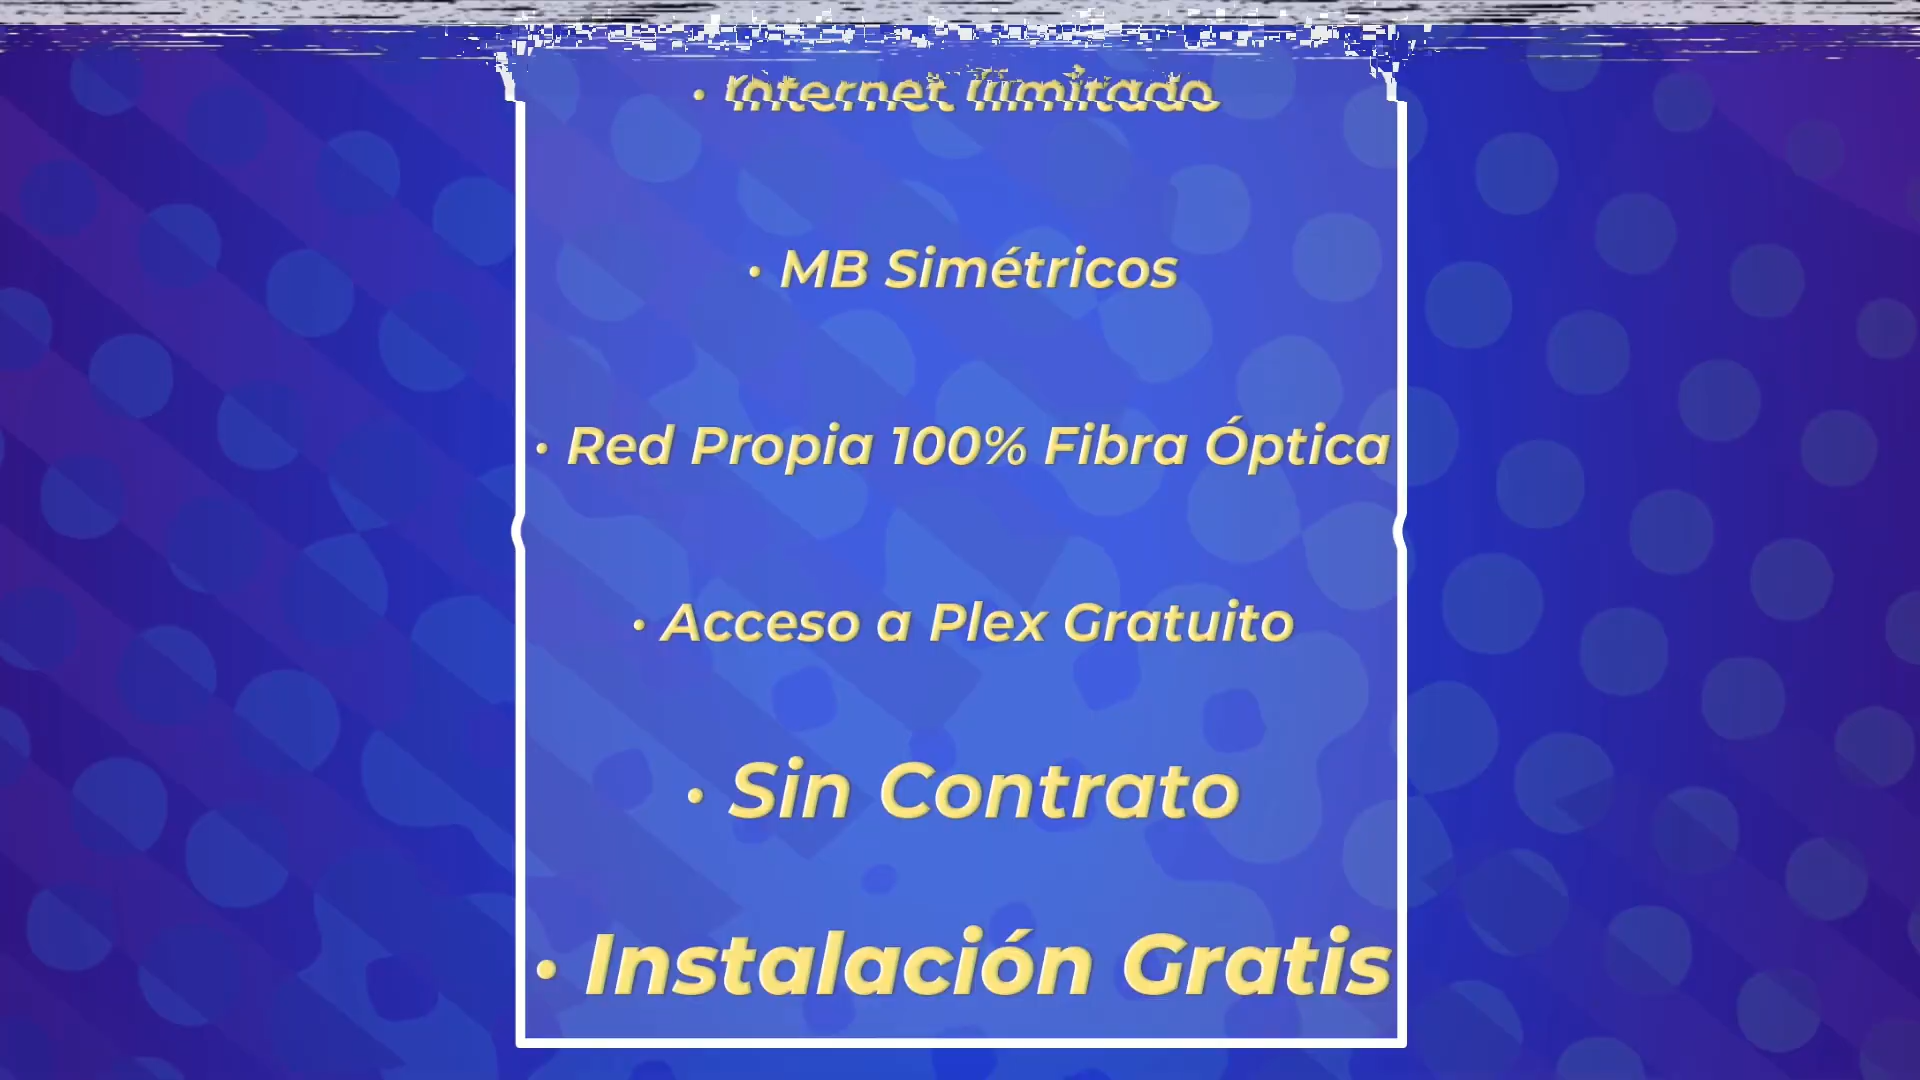 • Internet Ilimitado
• MB Simétricos
• Red Propia 100% Fibra Óptica
• Acceso a Plex Gratuito
• Sin Contrato
• Instalación Gratis